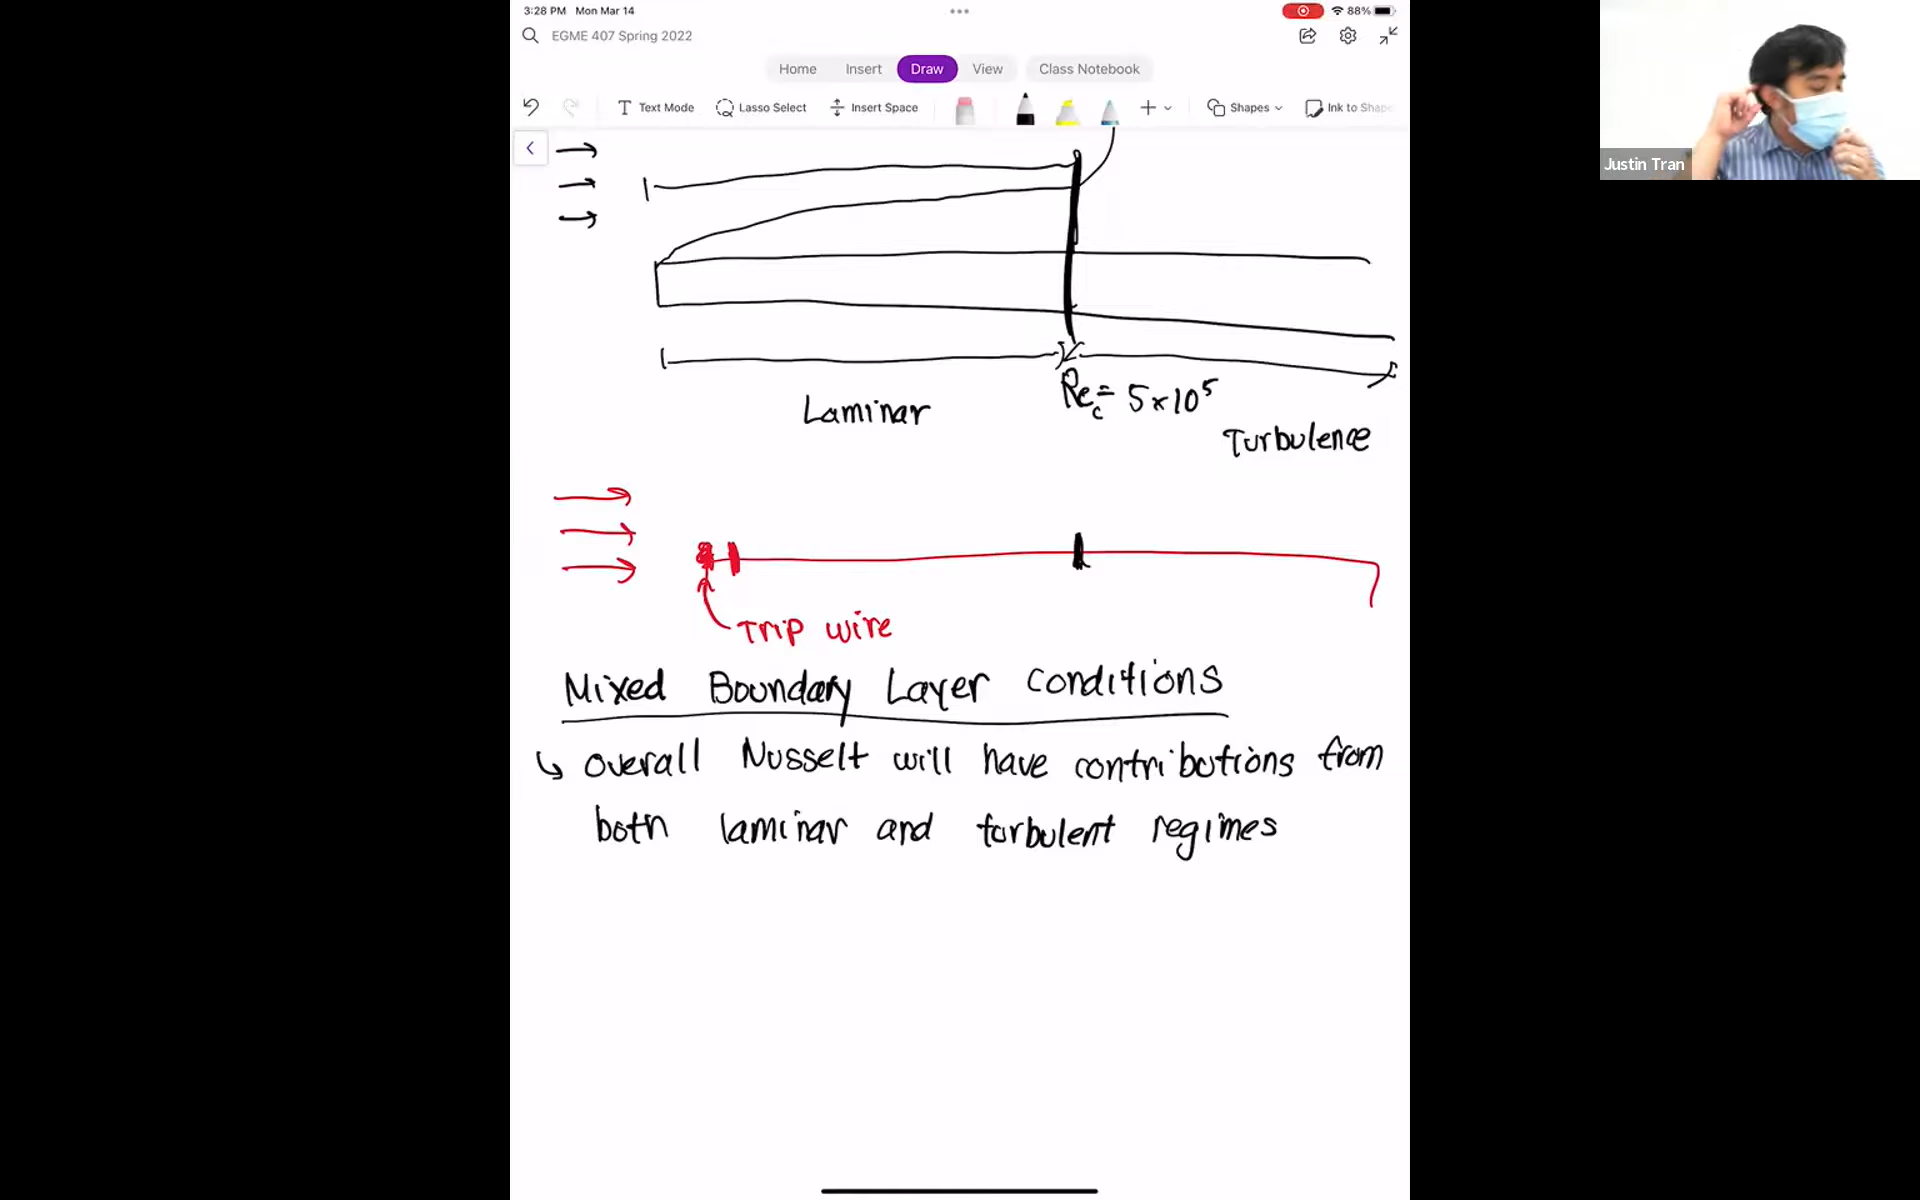 3:28 PM Mon Mar 14
88%
EGME 407 Spring 2022
Home Insert Draw View Class Notebook
Text Mode Lasso Select Insert Space Shapes Ink to Shape
Justin Tran
Re_c = 5×10⁵
Laminar
Turbulence
Trip wire
Mixed Boundary Layer Conditions
↳ overall Nusselt will have contributions from
both laminar and turbulent regimes